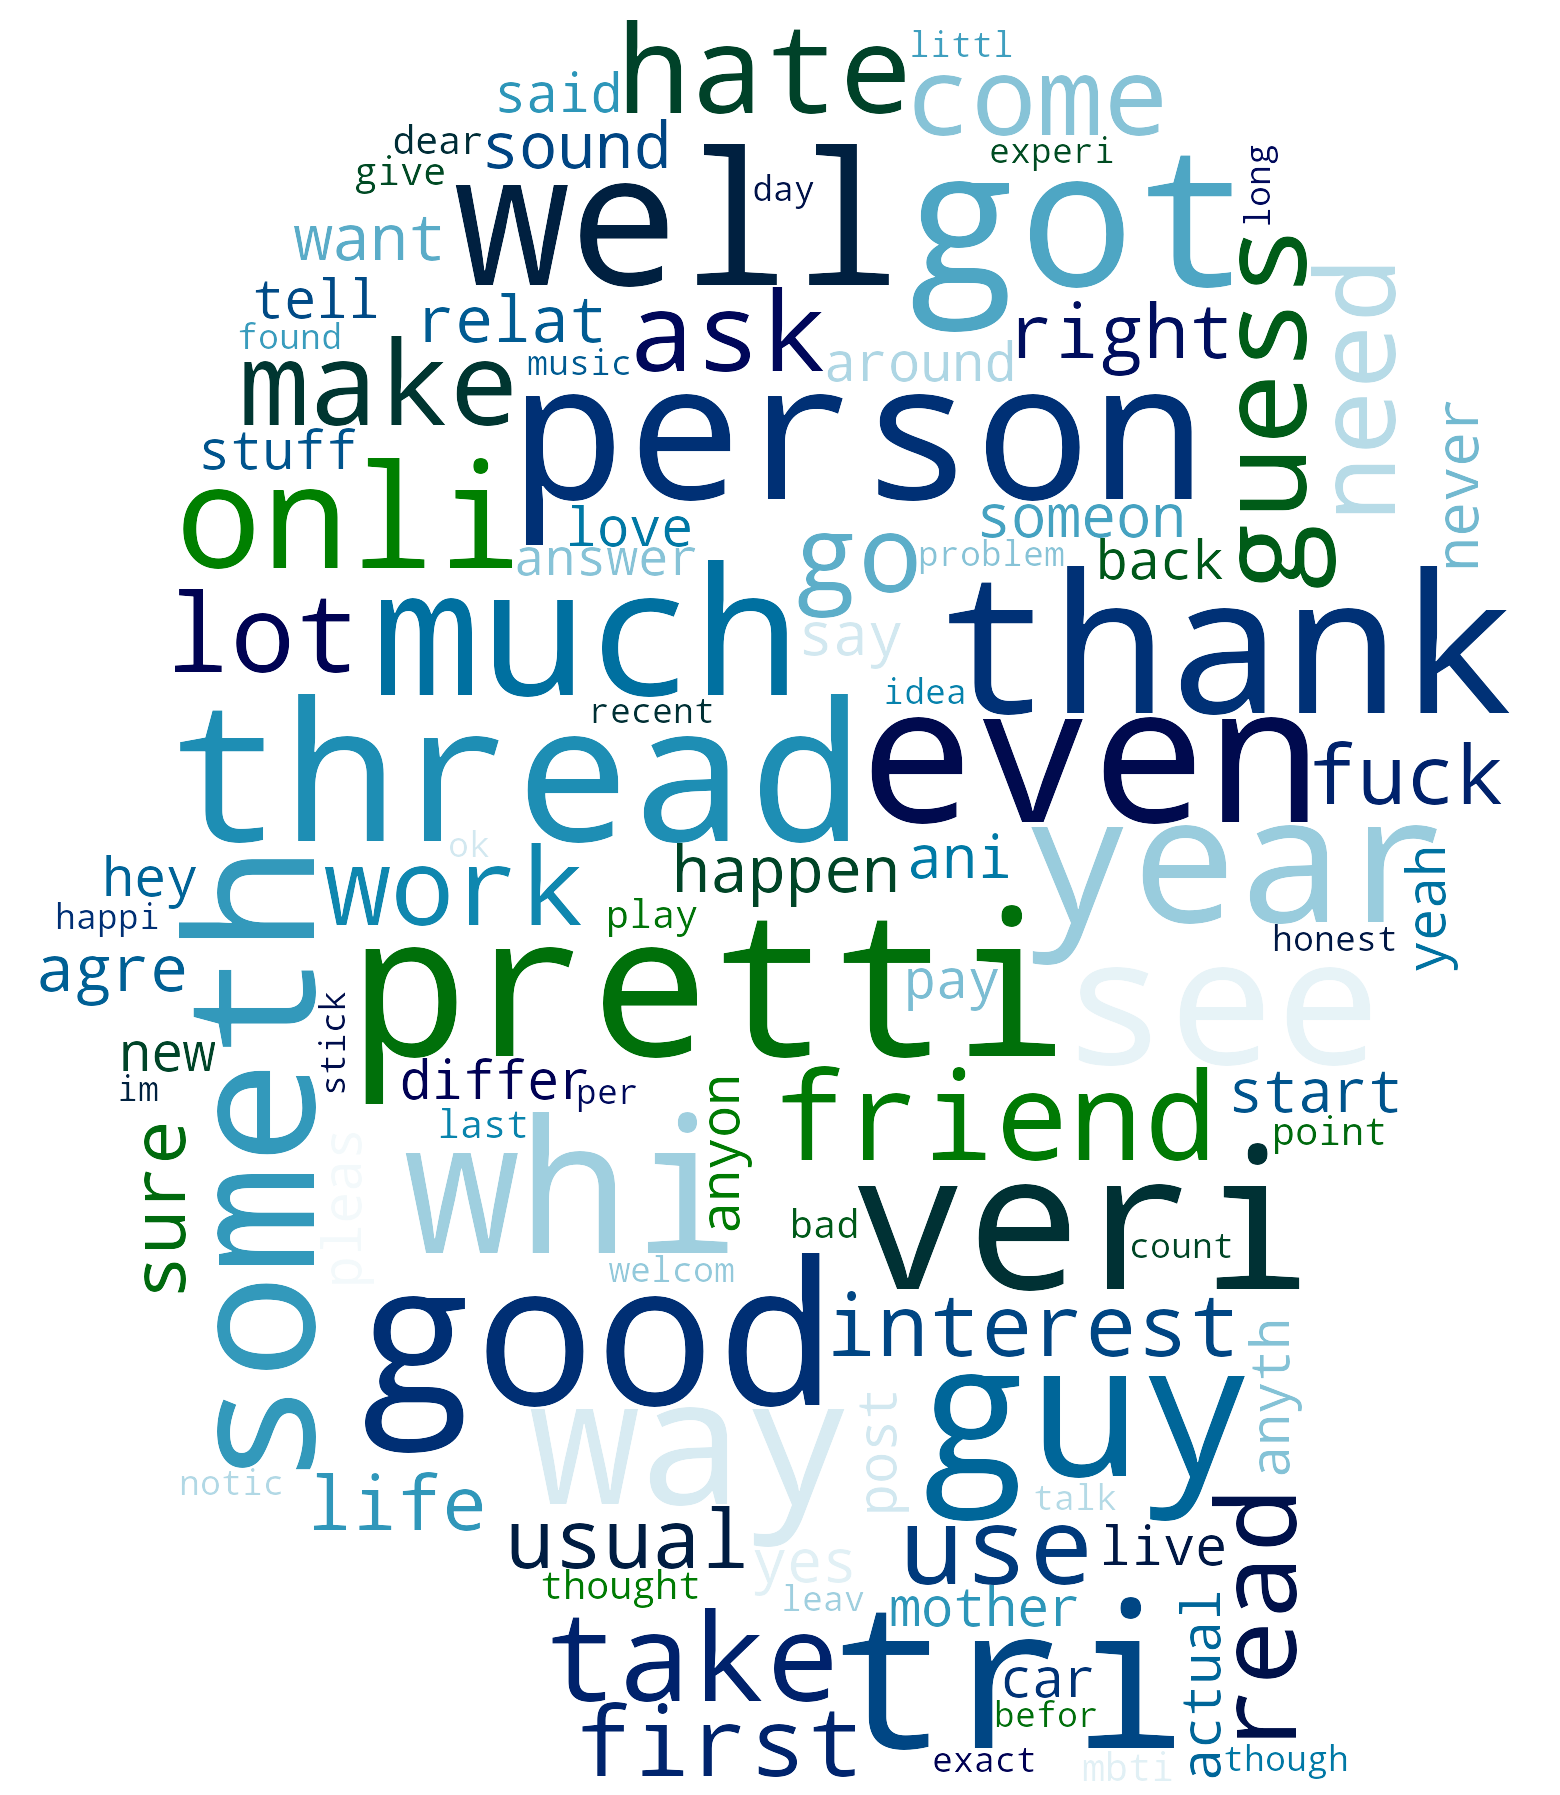 hate
littl
said
come
dear
sound
experi
give
well
day
got
long
want
guess
need
tell
relat
ask
right
found
make
music
around
person
never
stuff
onli
love
someon
answer
go
problem
back
lot
much
say
thank
thread
recent
idea
even
fuck
someth
ok
year
hey
work
happen
ani
yeah
happi
play
honest
agre
pretti
pay
see
new
stick
im
differ
per
friend
start
last
anyon
point
sure
pleas
whi
veri
bad
count
welcom
good
interest
anyth
way
guy
post
notic
life
talk
read
usual
yes
use
live
thought
leav
mother
actual
take
tri
car
first
befor
exact
mbti
though